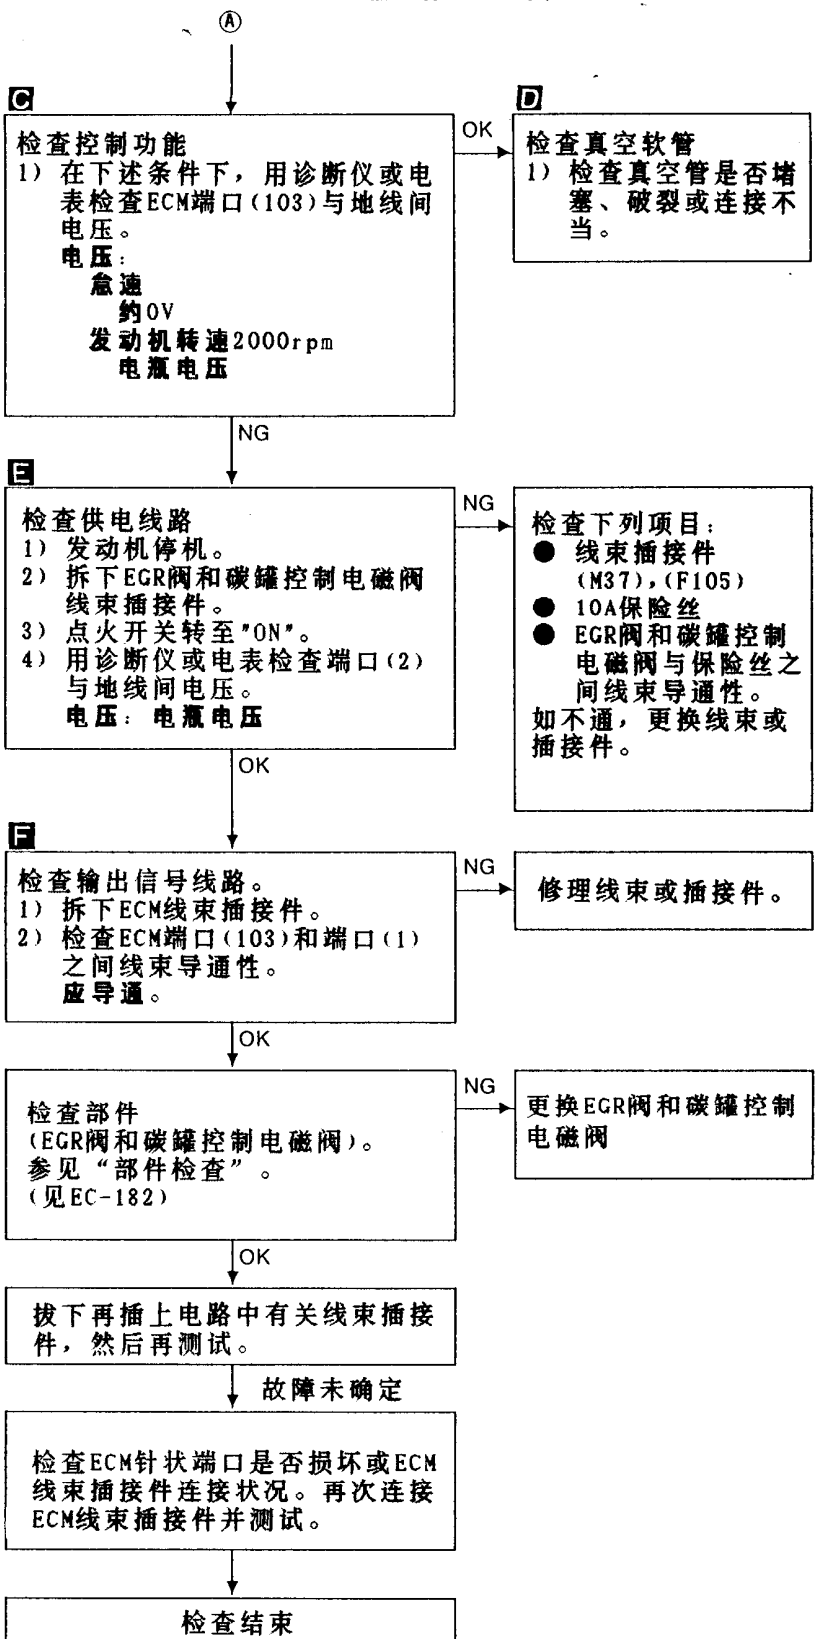 Ⓐ
C
检查控制功能
1) 在下述条件下，用诊断仪或电
表检查ECM端口(103)与地线间
电压。
电压:
怠速
约0V
发动机转速2000rpm
电瓶电压
OK
D
检查真空软管
1) 检查真空管是否堵
塞、破裂或连接不
当。
NG
E
检查供电线路
1) 发动机停机。
2) 拆下EGR阀和碳罐控制电磁阀
线束插接件。
3) 点火开关转至"ON"。
4) 用诊断仪或电表检查端口(2)
与地线间电压。
电压: 电瓶电压
NG
检查下列项目:
● 线束插接件
(M37),(F105)
● 10A保险丝
● EGR阀和碳罐控制
电磁阀与保险丝之
间线束导通性。
如不通，更换线束或
插接件。
OK
F
检查输出信号线路。
1) 拆下ECM线束插接件。
2) 检查ECM端口(103)和端口(1)
之间线束导通性。
应导通。
NG
修理线束或插接件。
OK
检查部件
(EGR阀和碳罐控制电磁阀)。
参见“部件检查”。
(见EC-182)
NG
更换EGR阀和碳罐控制
电磁阀
OK
拔下再插上电路中有关线束插接
件，然后再测试。
故障未确定
检查ECM针状端口是否损坏或ECM
线束插接件连接状况。再次连接
ECM线束插接件并测试。
检查结束